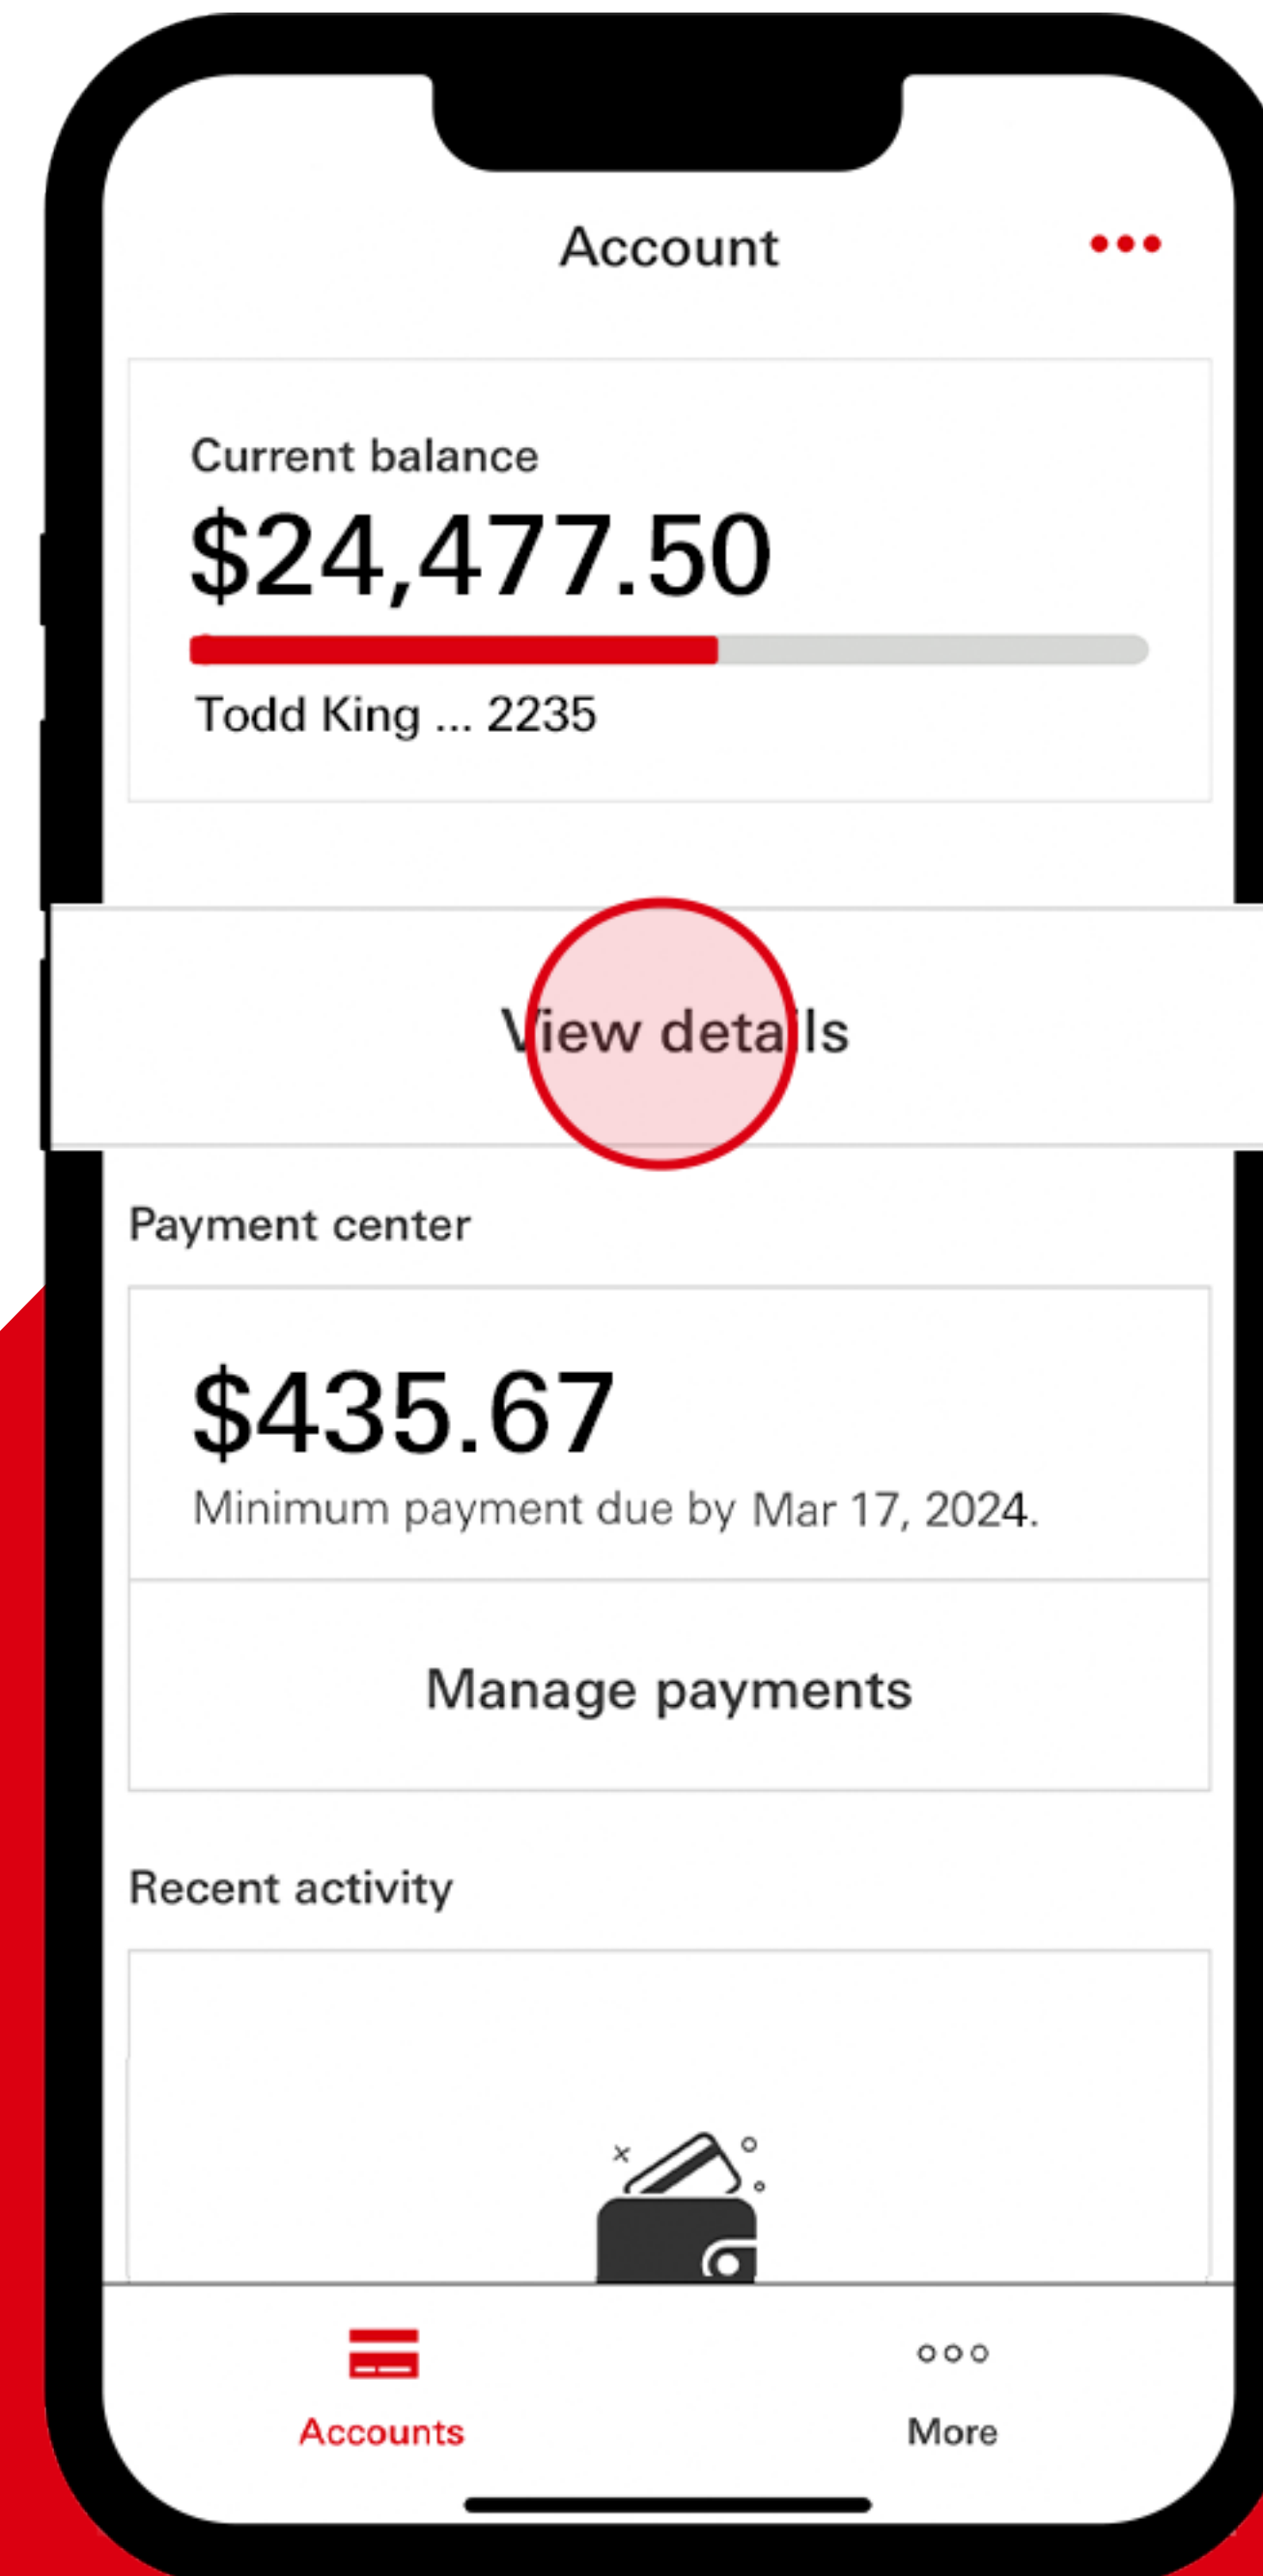 Account
Current balance
$24,477.50
Todd King ... 2235
View details
Payment center
$435.67
Minimum payment due by Mar 17, 2024.
Manage payments
Recent activity
Accounts
More